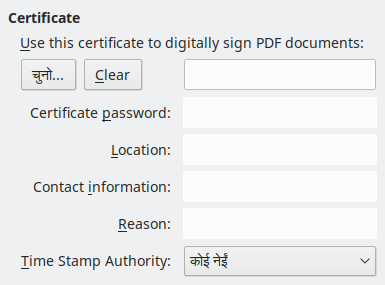 Certificate
Use this certificate to digitally sign PDF documents:
चुनो... Clear
Certificate password:
Location:
Contact information:
Reason:
Time Stamp Authority: कोई नेईं